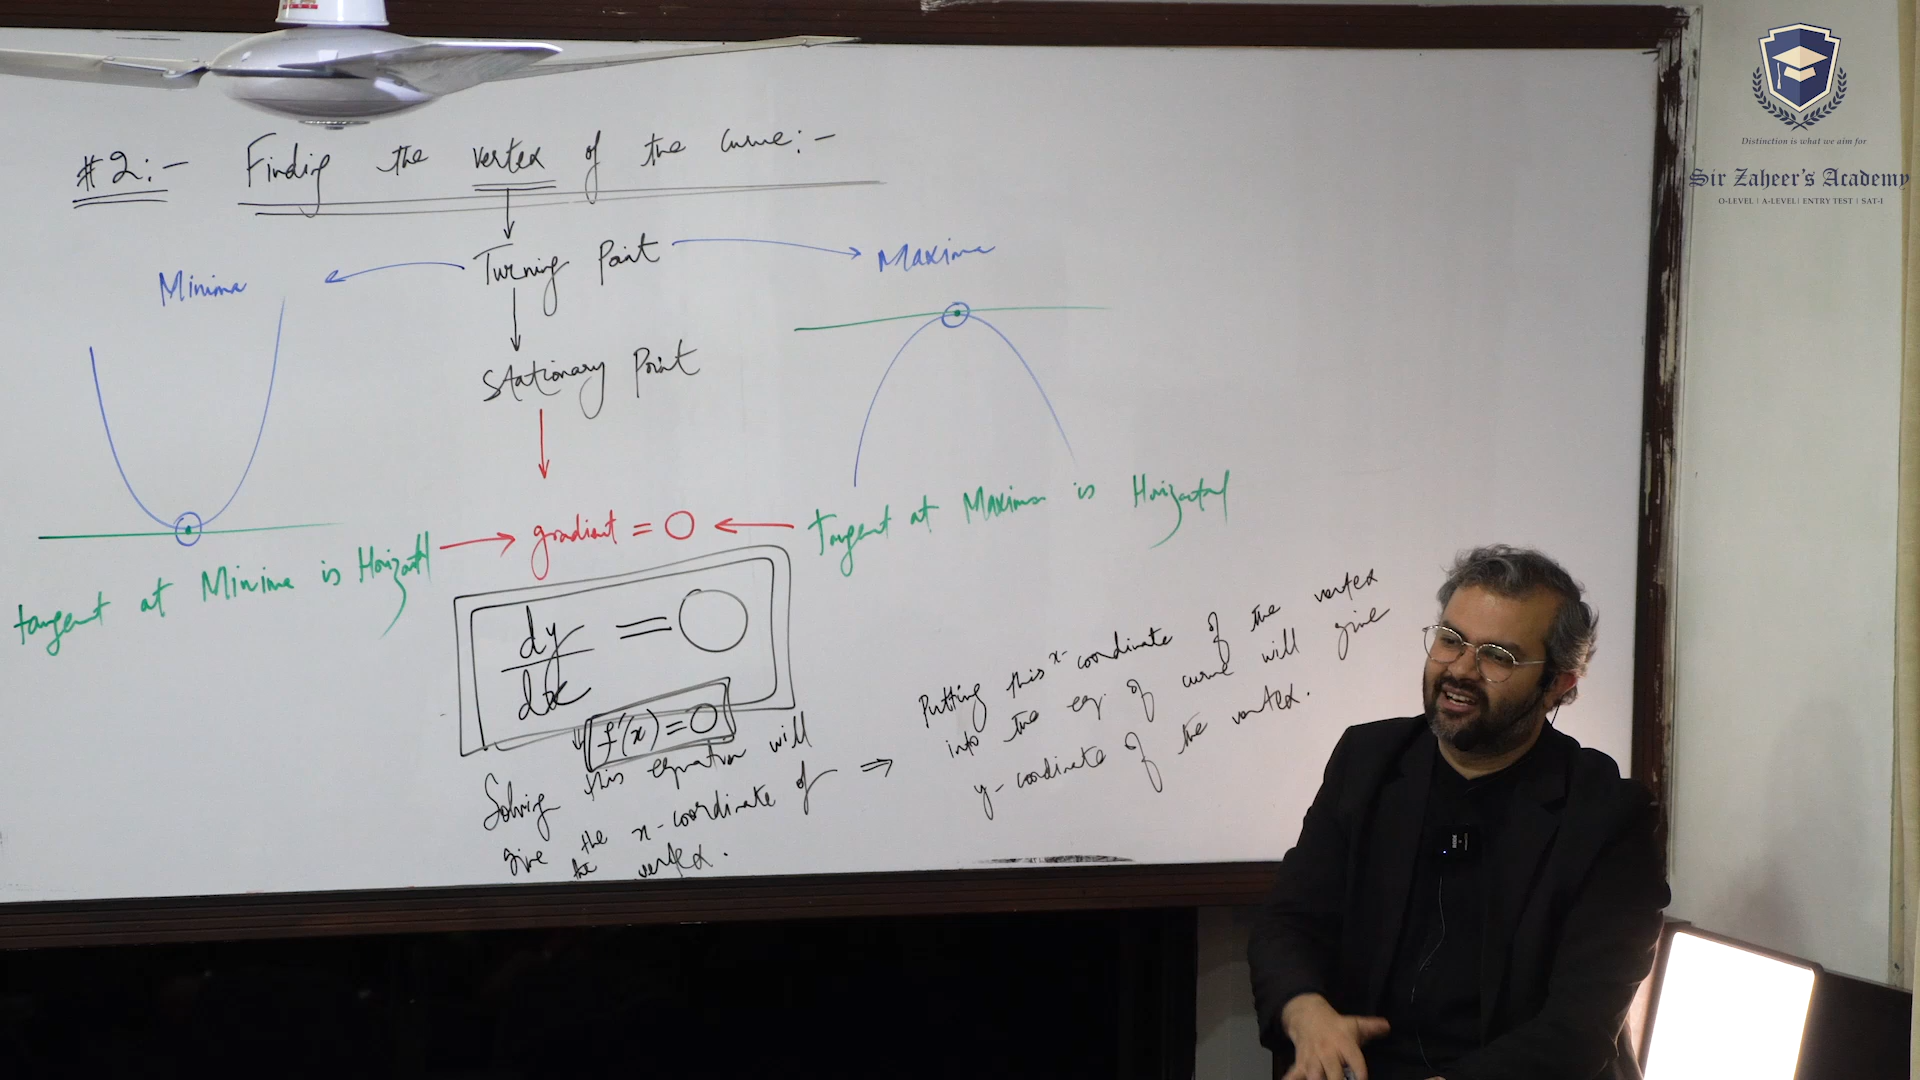 #2:- Finding the vertex of the curve:-
Turning Point
Minima
Maxima
Stationary Point
tangent at Minima is Horizontal
gradient = 0
tangent at Maxima is Horizontal
dy/dx = 0
f'(x) = 0
Solving this equation will
give the x-coordinate of
the vertex.
⇒
Putting this x-coordinate of the vertex
into the eq. of curve will give
y-coordinate of the vertex.
Distinction is what we aim for
Sir Zaheer's Academy
O-LEVEL | A-LEVEL | ENTRY TEST | SAT-I